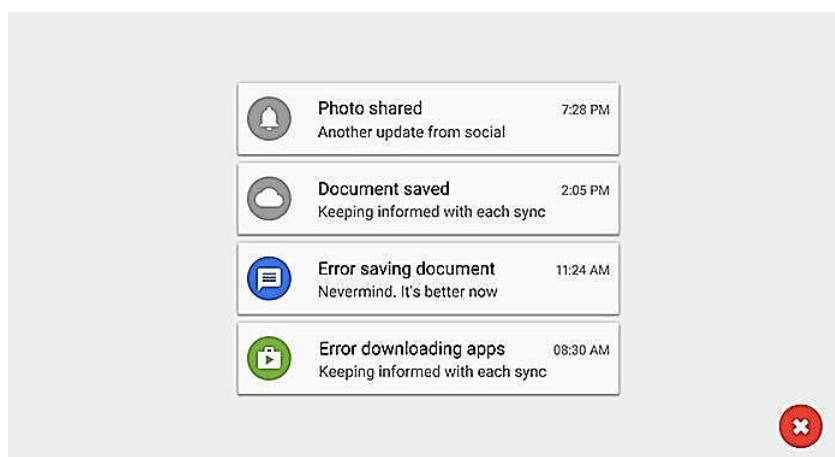 Photo shared 7:28 PM
Another update from social
Document saved 2:05 PM
Keeping informed with each sync
Error saving document 11:24 AM
Nevermind. It's better now
Error downloading apps 08:30 AM
Keeping informed with each sync